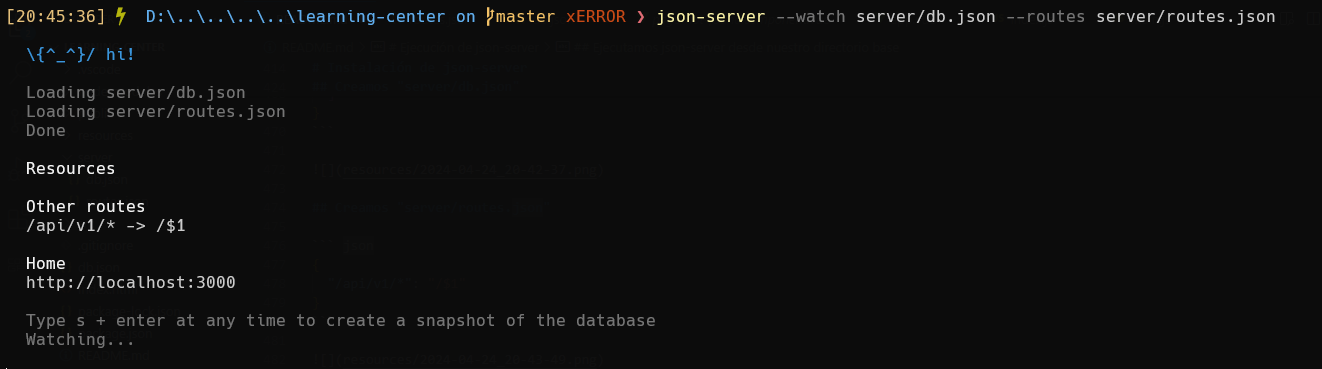 [20:45:36] D:\..\..\..\..\learning-center on master xERROR ❯ json-server --watch server/db.json --routes server/routes.json
\{^_^}/ hi!
Loading server/db.json
Loading server/routes.json
Done
Resources
Other routes
/api/v1/* -> /$1
Home
http://localhost:3000
Type s + enter at any time to create a snapshot of the database
Watching...